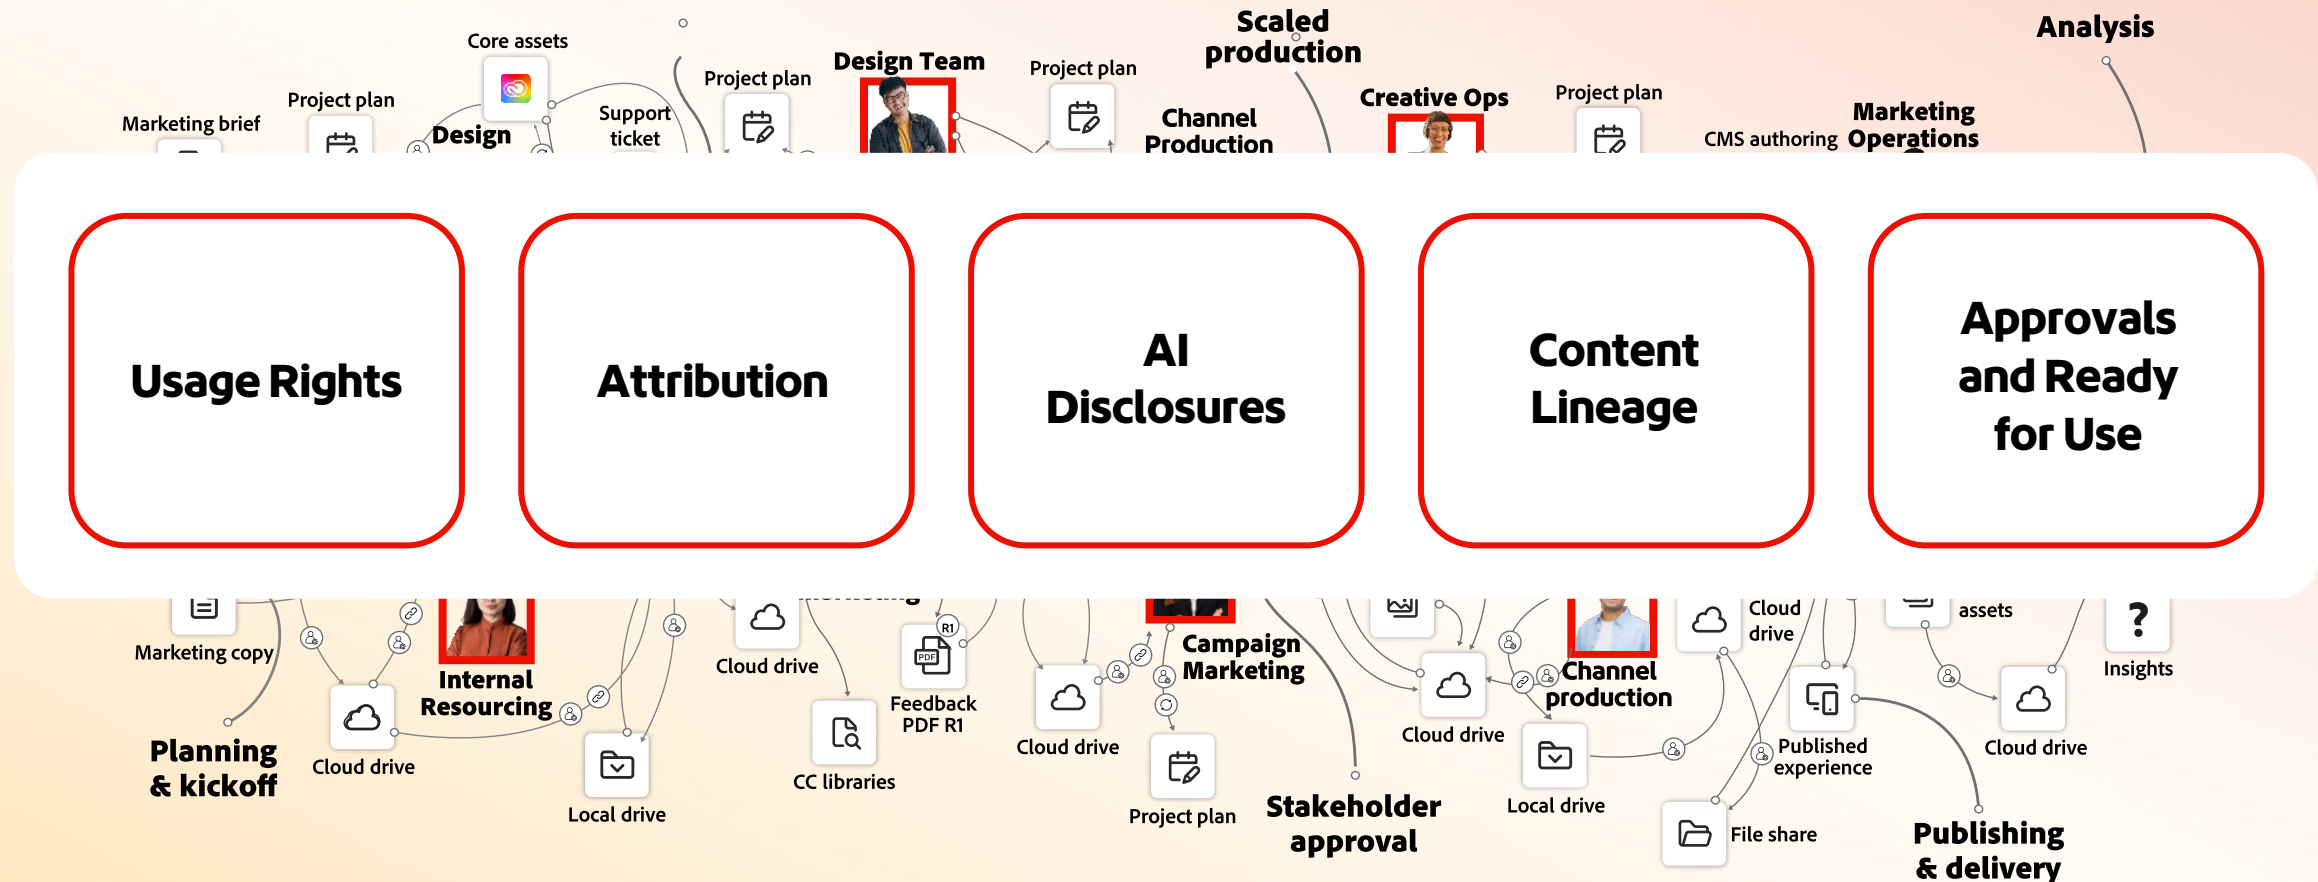 Scaled
production
Analysis
Core assets
Design Team
Project plan
Project plan
Project plan
Creative Ops
Project plan
Marketing brief
Design
Support
ticket
Channel
Production
CMS authoring
Marketing
Operations
Usage Rights
Attribution
AI
Disclosures
Content
Lineage
Approvals
and Ready
for Use
Marketing copy
Internal
Resourcing
Cloud drive
Planning
& kickoff
Local drive
Cloud drive
CC libraries
R1
PDF
Feedback
PDF R1
Cloud drive
Campaign
Marketing
Project plan
Stakeholder
approval
Cloud drive
Channel
production
Local drive
Cloud
drive
File share
Published
experience
assets
Publishing
& delivery
Cloud drive
?
Insights